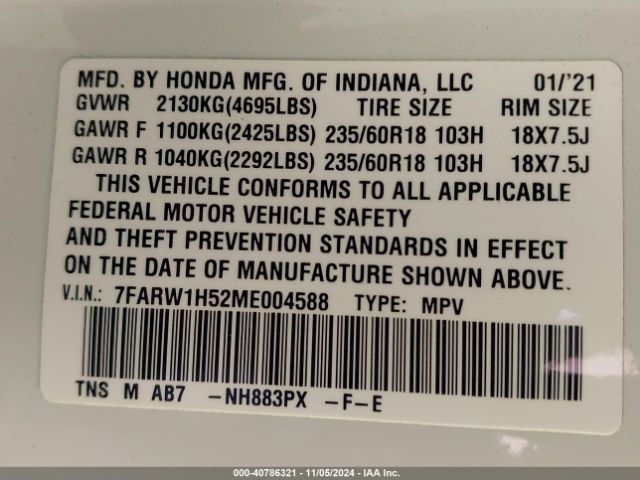 MFD. BY HONDA MFG. OF INDIANA, LLC 01/'21
GVWR 2130KG(4695LBS) TIRE SIZE RIM SIZE
GAWR F 1100KG(2425LBS) 235/60R18 103H 18X7.5J
GAWR R 1040KG(2292LBS) 235/60R18 103H 18X7.5J
THIS VEHICLE CONFORMS TO ALL APPLICABLE
FEDERAL MOTOR VEHICLE SAFETY
AND THEFT PREVENTION STANDARDS IN EFFECT
ON THE DATE OF MANUFACTURE SHOWN ABOVE.
V.I.N.: 7FARW1H52ME004588 TYPE: MPV
TNS M AB7 -NH883PX -F-E
000-40786321 - 11/05/2024 - IAA Inc.